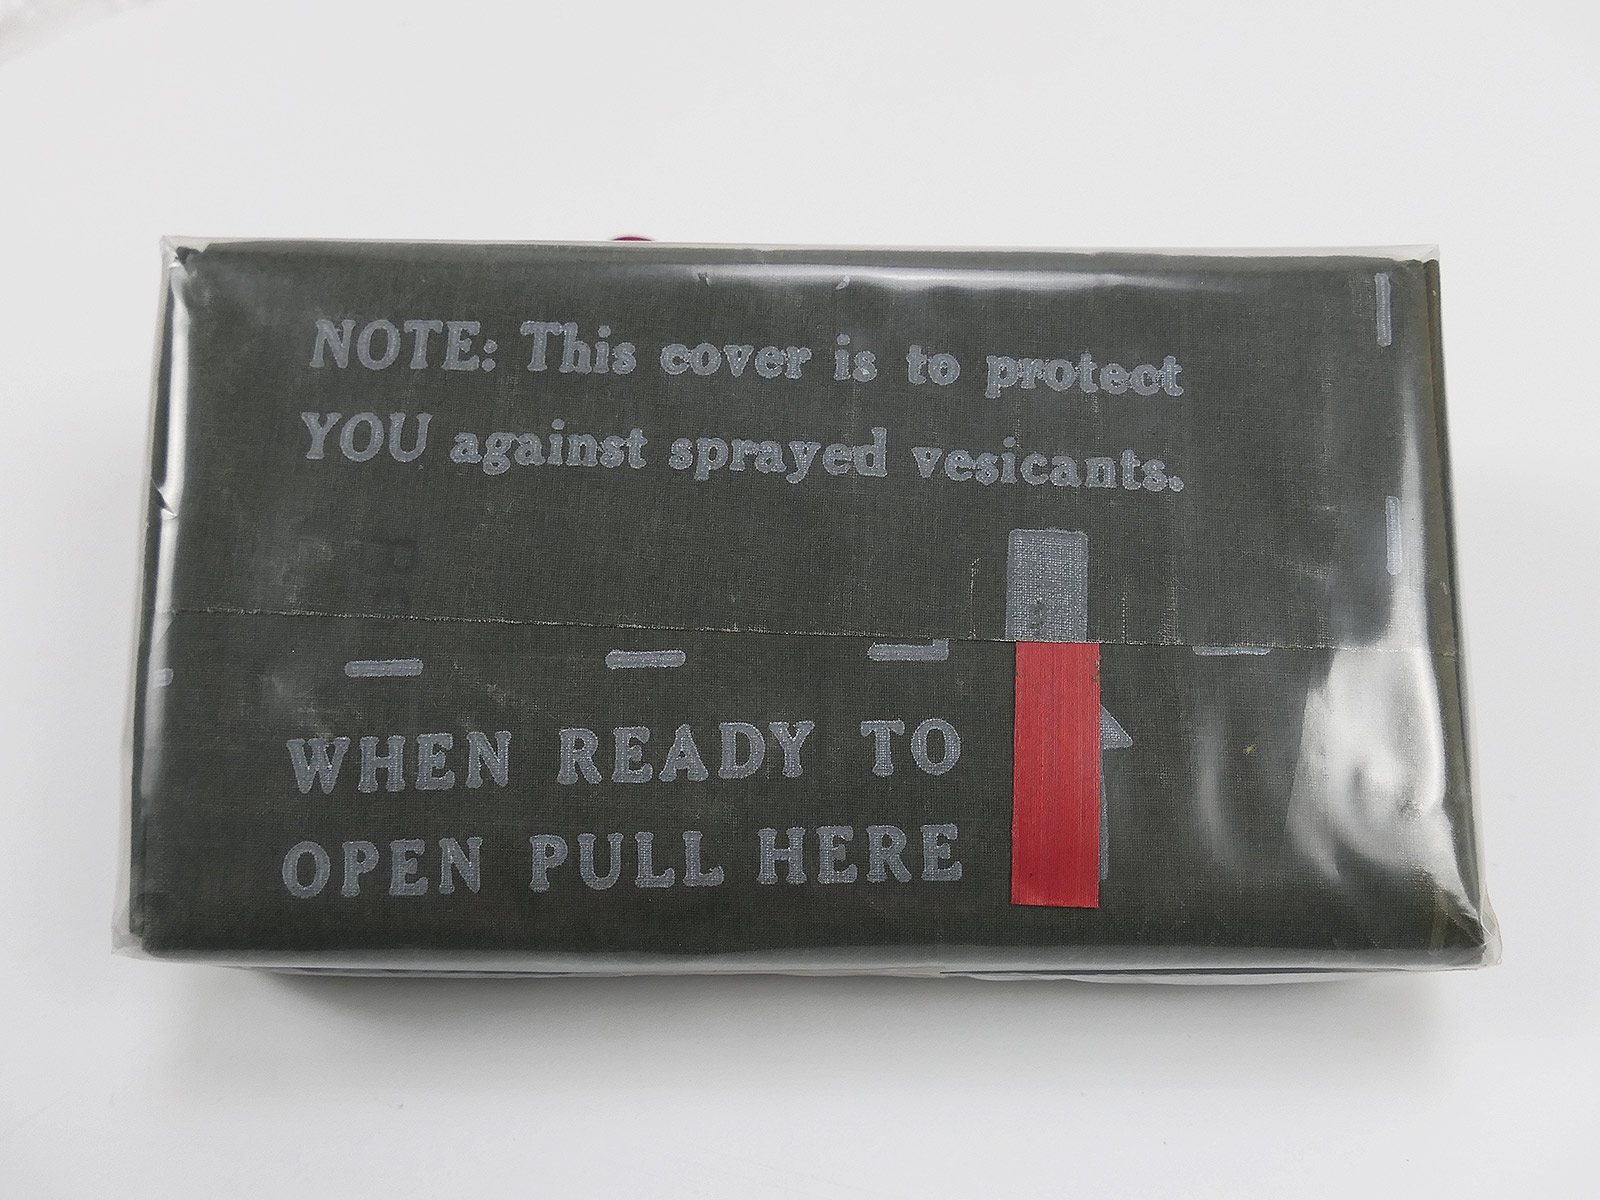 NOTE: This cover is to protect
YOU against sprayed vesicants.
WHEN READY TO
OPEN PULL HERE